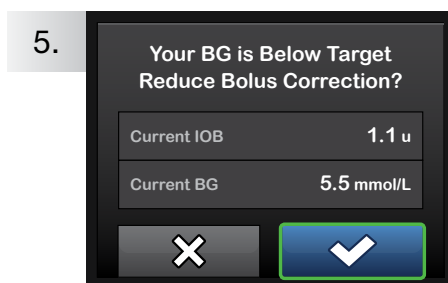 5.
Your BG is Below Target
Reduce Bolus Correction?
Current IOB 1.1 u
Current BG 5.5 mmol/L